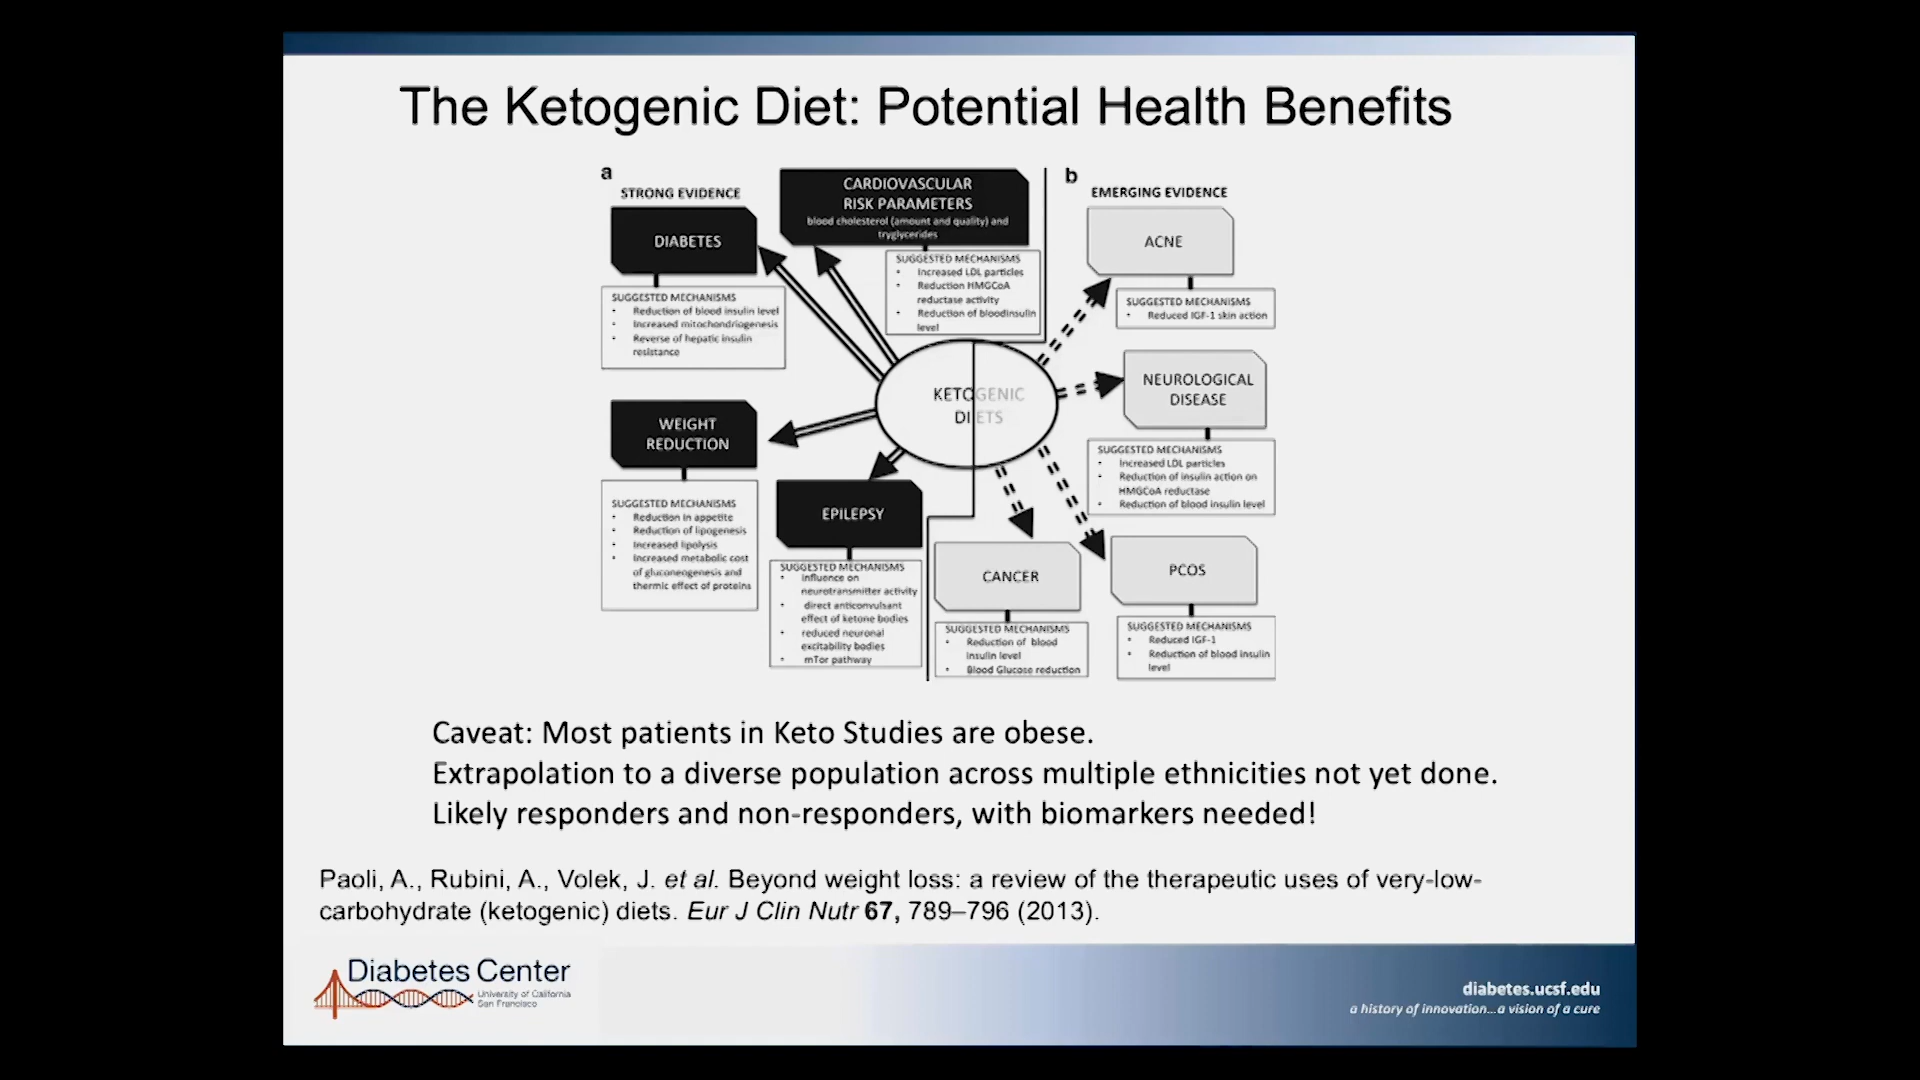 The Ketogenic Diet: Potential Health Benefits
a
STRONG EVIDENCE
DIABETES
SUGGESTED MECHANISMS
• Reduction of blood insulin level
• Increased mitochondriogenesis
• Reverse of hepatic insulin
resistance
CARDIOVASCULAR
RISK PARAMETERS
blood cholesterol (amount and quality) and
tryglycerides
SUGGESTED MECHANISMS
• Increased LDL particles
• Reduction HMGCoA
reductase activity
• Reduction of bloodinsulin
level
WEIGHT
REDUCTION
SUGGESTED MECHANISMS
• Reduction in appetite
• Reduction of lipogenesis
• Increased lipolysis
• Increased metabolic cost
of gluconeogenesis and
thermic effect of proteins
EPILEPSY
SUGGESTED MECHANISMS
• influence on
neurotransmitter activity
• direct anticonvulsant
effect of ketone bodies
• reduced neuronal
excitability bodies
• mTor pathway
KETOGENIC
DIETS
b
EMERGING EVIDENCE
ACNE
SUGGESTED MECHANISMS
• Reduced IGF-1 skin action
NEUROLOGICAL
DISEASE
SUGGESTED MECHANISMS
• Increased LDL particles
• Reduction of insulin action on
HMGCoA reductase
• Reduction of blood insulin level
CANCER
SUGGESTED MECHANISMS
• Reduction of blood
insulin level
• Blood Glucose reduction
PCOS
SUGGESTED MECHANISMS
• Reduced IGF-1
• Reduction of blood insulin
level
Caveat: Most patients in Keto Studies are obese.
Extrapolation to a diverse population across multiple ethnicities not yet done.
Likely responders and non-responders, with biomarkers needed!
Paoli, A., Rubini, A., Volek, J. et al. Beyond weight loss: a review of the therapeutic uses of very-low-
carbohydrate (ketogenic) diets. Eur J Clin Nutr 67, 789–796 (2013).
Diabetes Center
University of California
San Francisco
diabetes.ucsf.edu
a history of innovation...a vision of a cure